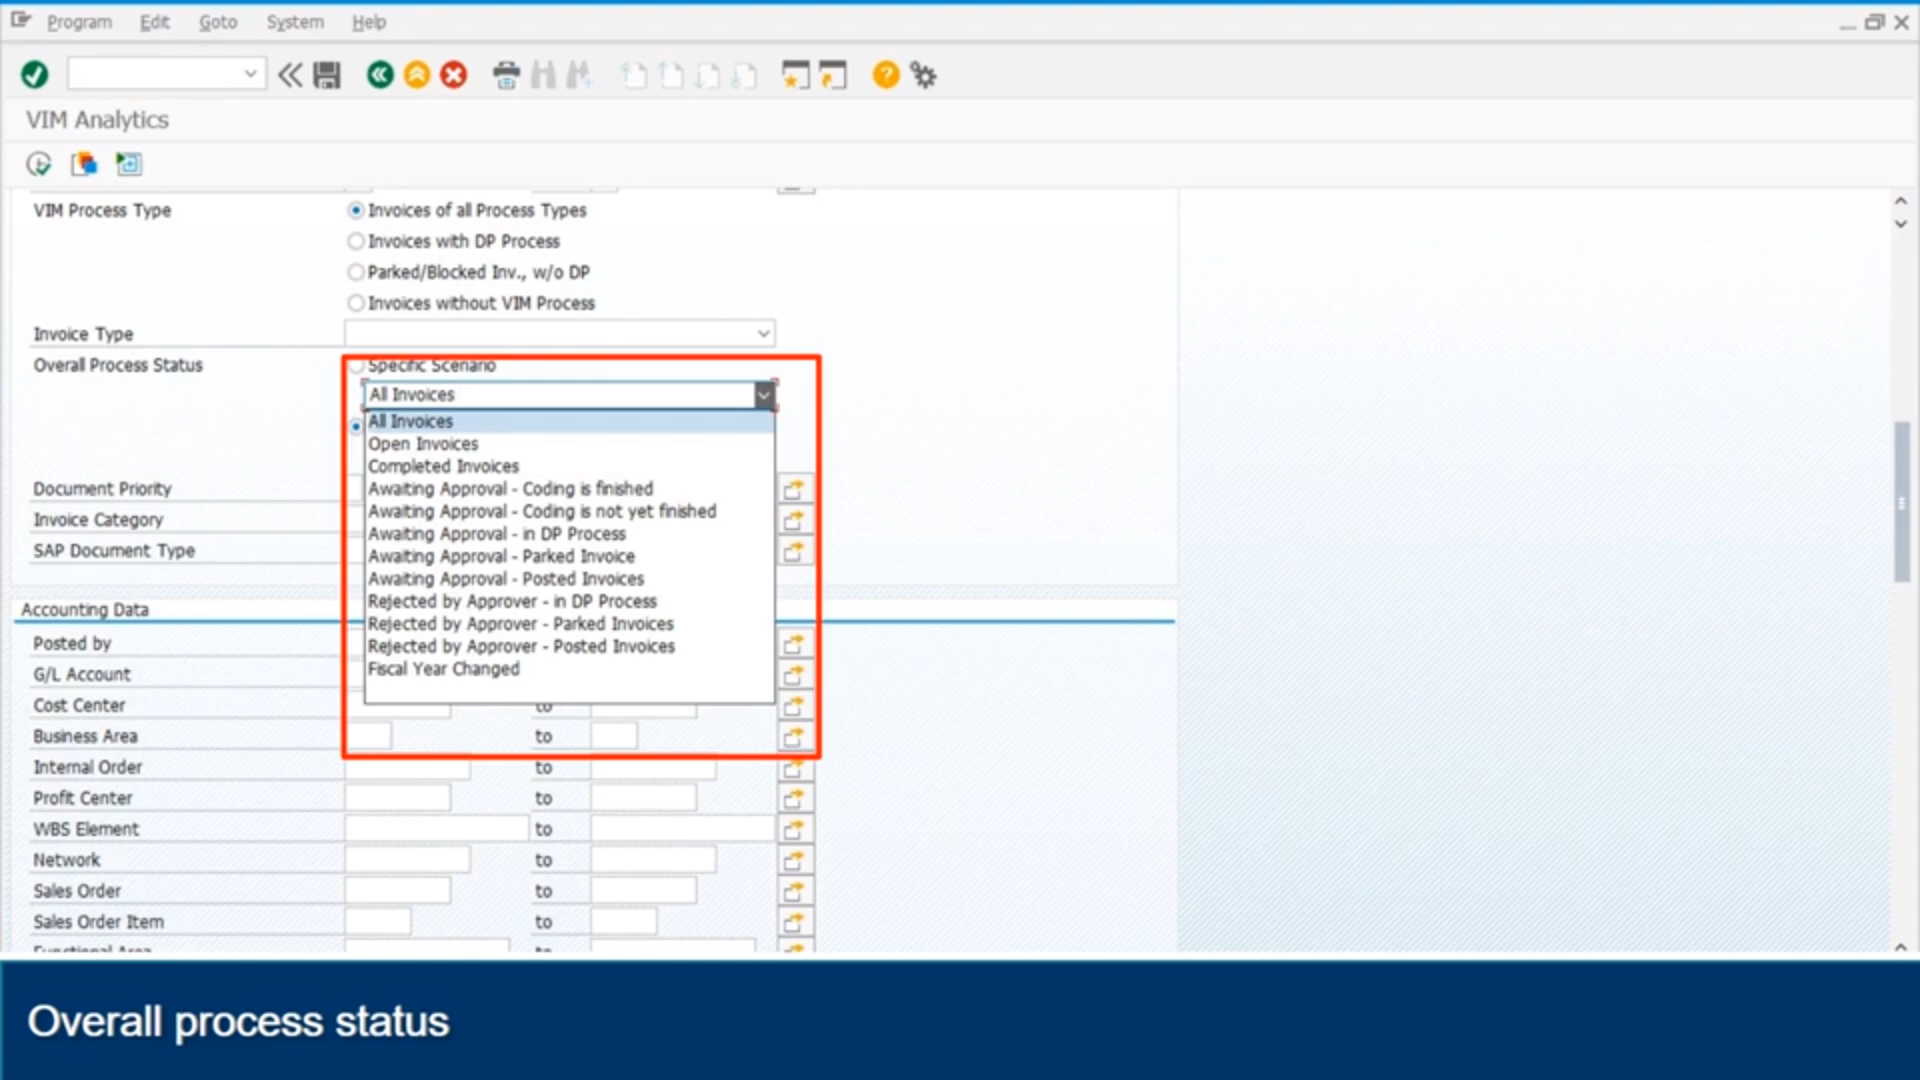 Program Edit Goto System Help
VIM Analytics
VIM Process Type Invoices of all Process Types
Invoices with DP Process
Parked/Blocked Inv., w/o DP
Invoices without VIM Process
Invoice Type
Overall Process Status Specific Scenario
All Invoices
All Invoices
Open Invoices
Completed Invoices
Document Priority Awaiting Approval - Coding is finished
Invoice Category Awaiting Approval - Coding is not yet finished
Awaiting Approval - in DP Process
SAP Document Type Awaiting Approval - Parked Invoice
Awaiting Approval - Posted Invoices
Accounting Data Rejected by Approver - in DP Process
Rejected by Approver - Parked Invoices
Posted by Rejected by Approver - Posted Invoices
G/L Account Fiscal Year Changed
Cost Center to
Business Area to
Internal Order to
Profit Center to
WBS Element to
Network to
Sales Order to
Sales Order Item to
Functional Area to
Overall process status